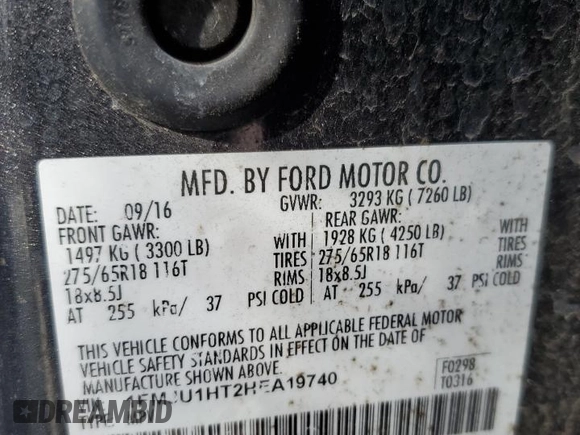 MFD. BY FORD MOTOR CO.
DATE: 09/16 GVWR: 3293 KG ( 7260 LB)
FRONT GAWR: REAR GAWR:
1497 KG ( 3300 LB) WITH 1928 KG ( 4250 LB) WITH
275/65R18 116T TIRES 275/65R18 116T TIRES
18x8.5J RIMS 18x8.5J RIMS
AT 255 kPa/ 37 PSI COLD AT 255 kPa/ 37 PSI COLD
THIS VEHICLE CONFORMS TO ALL APPLICABLE FEDERAL MOTOR
VEHICLE SAFETY STANDARDS IN EFFECT ON THE DATE OF
MANUFACTURE SHOWN ABOVE.
F0298
T0316
U1HT2HEA19740
DREAMBID